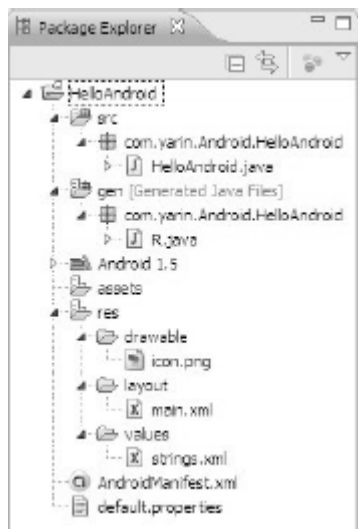 Package Explorer
HelloAndroid
src
com.yarin.Android.HelloAndroid
HelloAndroid.java
gen [Generated Java Files]
com.yarin.Android.HelloAndroid
R.java
Android 1.5
assets
res
drawable
icon.png
layout
main.xml
values
strings.xml
AndroidManifest.xml
default.properties